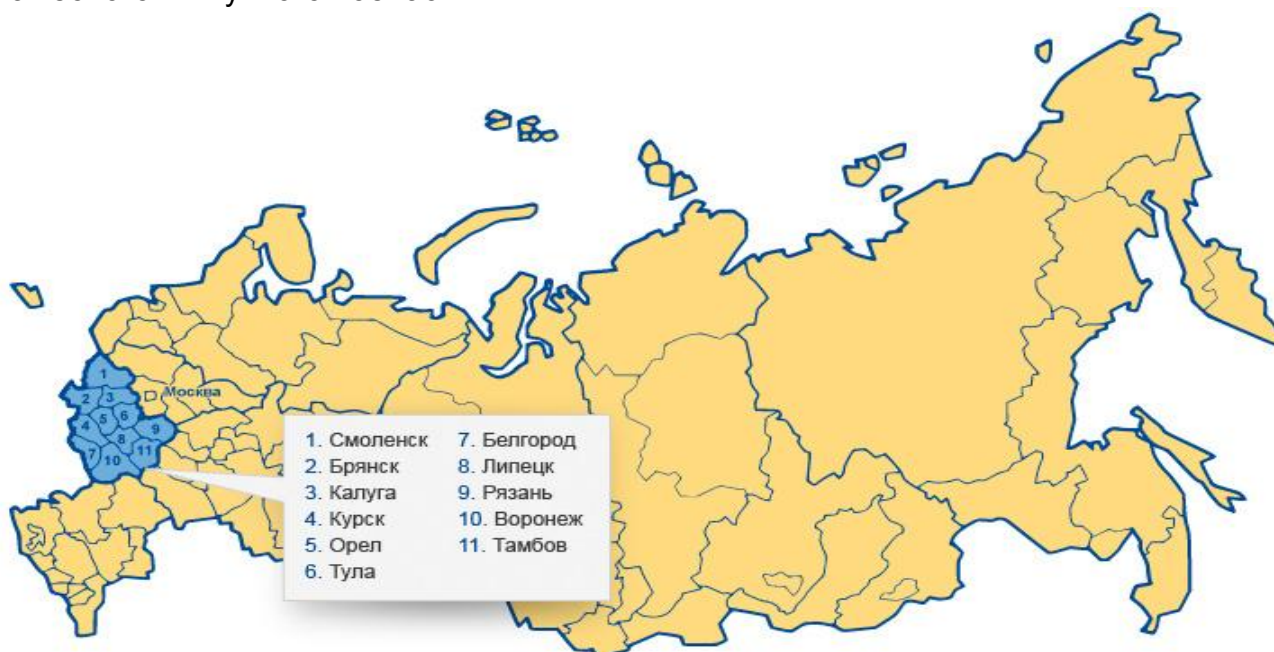 Москва
1
2
3
4
5
6
7
8
9
10
11
1. Смоленск
2. Брянск
3. Калуга
4. Курск
5. Орел
6. Тула
7. Белгород
8. Липецк
9. Рязань
10. Воронеж
11. Тамбов